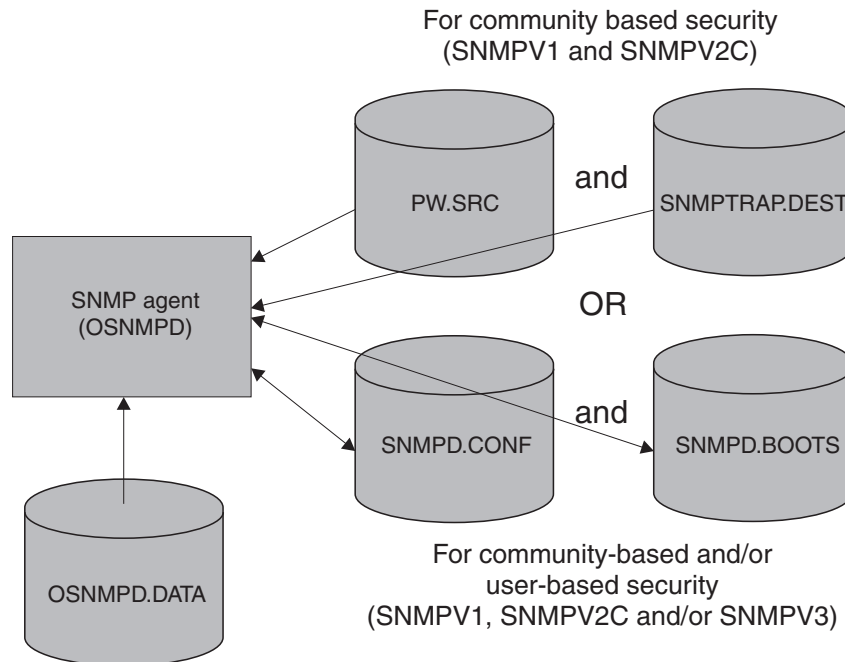 For community based security
(SNMPV1 and SNMPV2C)
PW.SRC
and
SNMPTRAP.DEST
SNMP agent
(OSNMPD)
OR
SNMPD.CONF
and
SNMPD.BOOTS
OSNMPD.DATA
For community-based and/or
user-based security
(SNMPV1, SNMPV2C and/or SNMPV3)